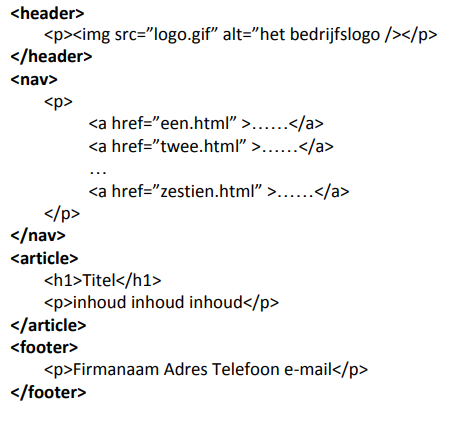 <header>
<p><img src=”logo.gif” alt=”het bedrijfslogo /></p>
</header>
<nav>
<p>
<a href=”een.html” >……</a>
<a href=”twee.html” >……</a>
…
<a href=”zestien.html” >……</a>
</p>
</nav>
<article>
<h1>Titel</h1>
<p>inhoud inhoud inhoud</p>
</article>
<footer>
<p>Firmanaam Adres Telefoon e-mail</p>
</footer>